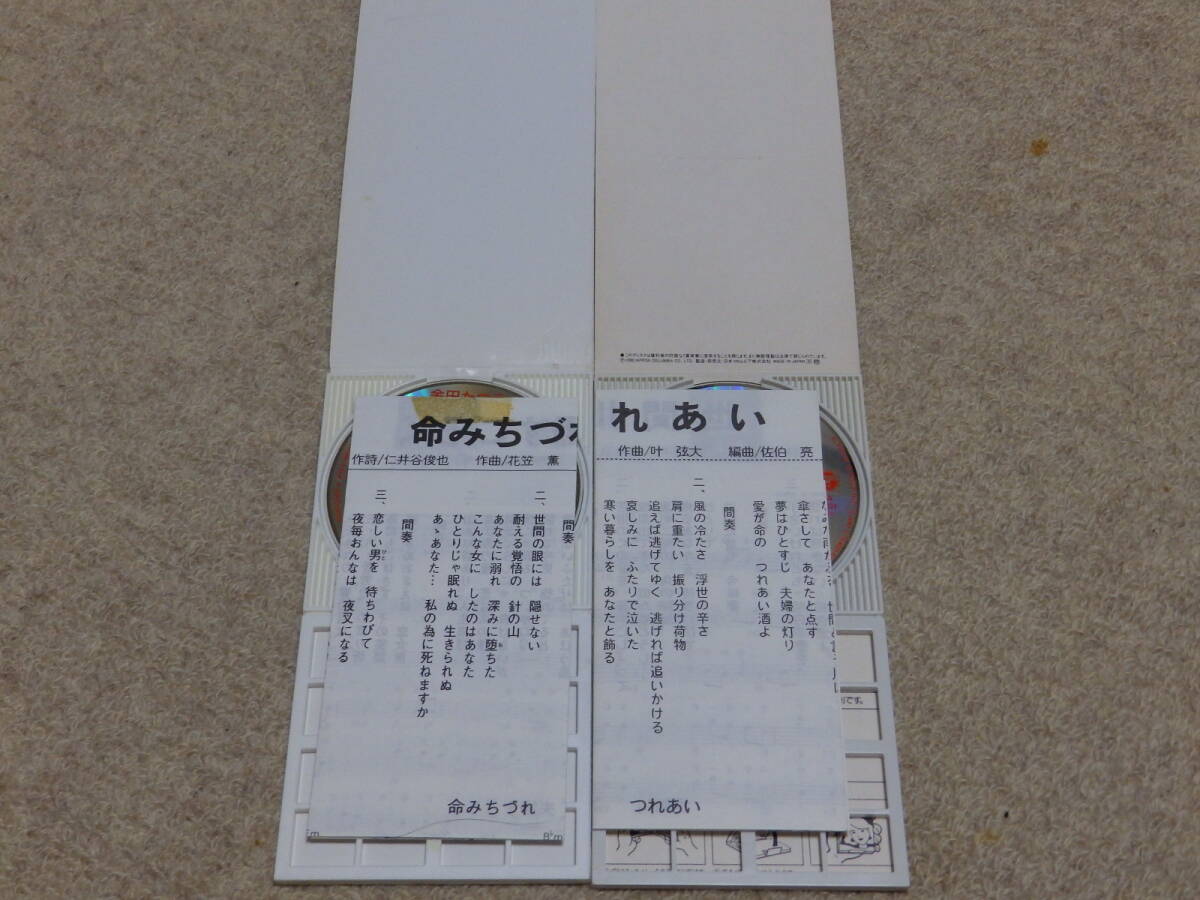 命みちづれ
作詩/仁井谷俊也　作曲/花笠　薫
間奏
二、世間の眼には　隠せない
耐える覚悟の　針の山
あなたに溺れ　深みに堕ちた
こんな女に　したのはあなた
ひとりじゃ眠れぬ　生きられぬ
あゝあなた…　私の為に死ねますか
間奏
三、恋しい男を　待ちわびて
ひと
夜毎おんなは　夜叉になる
命みちづれ
B♭m
れあい
作曲/叶　弦大　編曲/佐伯　亮
傘さして　あなたと点す
夢はひとすじ　夫婦の灯り
愛が命の　つれあい酒よ
間奏
二、風の冷たさ　浮世の辛さ
肩に重たい　振り分け荷物
追えば逃げてゆく　逃げれば追いかける
哀しみに　ふたりで泣いた
寒い暮らしを　あなたと飾る
つれあい
です。